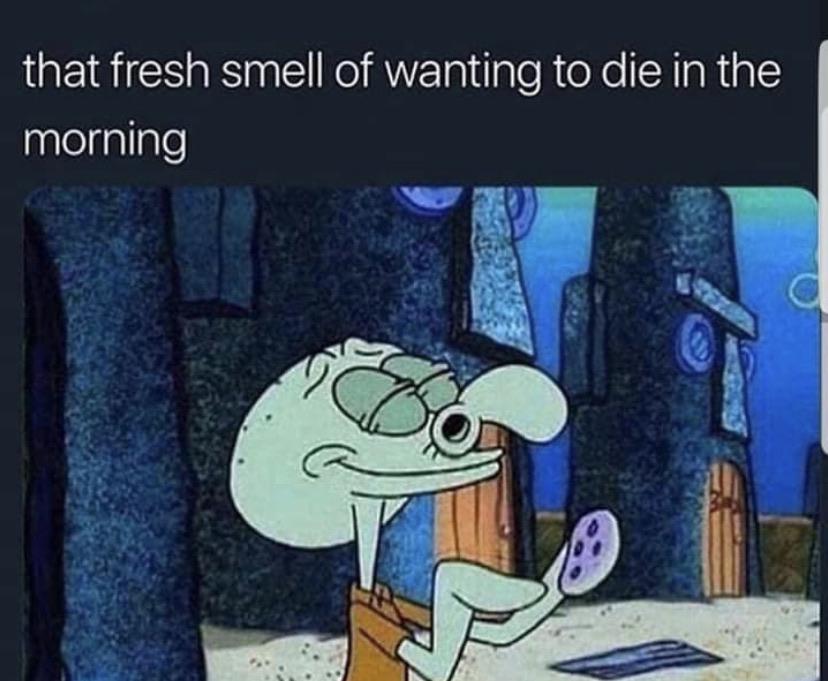 that fresh smell of wanting to die in the
morning